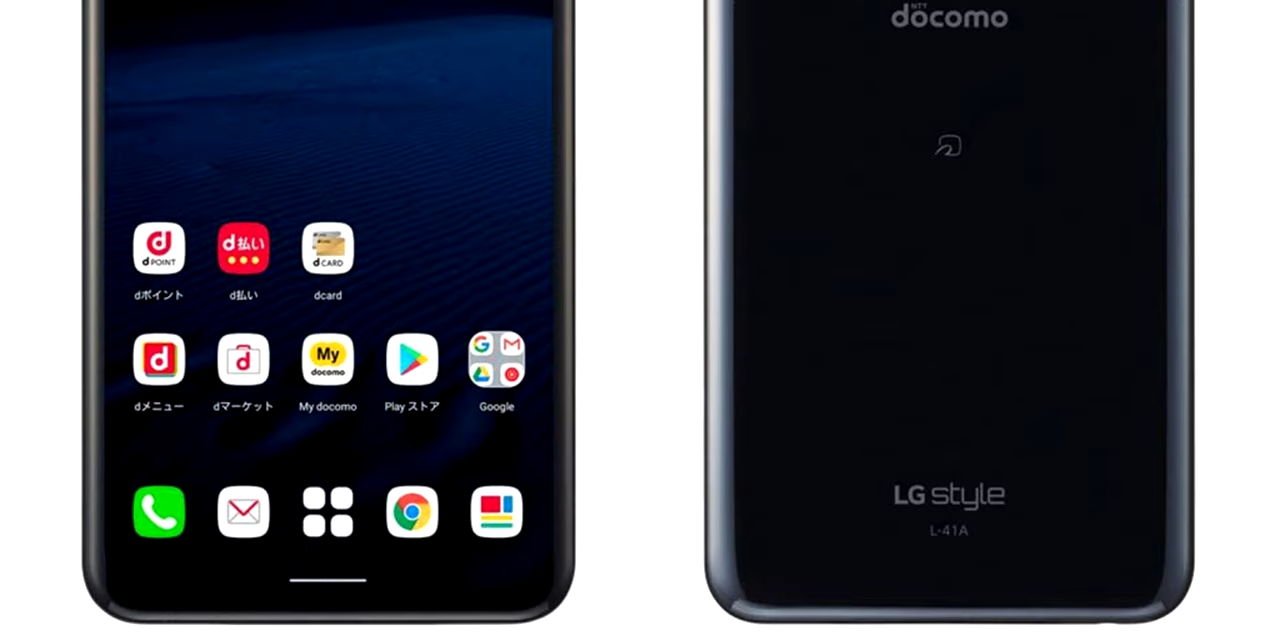 NTT
docomo
d POINT
d払い
d CARD
dポイント
d払い
dcard
d
d
My
docomo
G
M
dメニュー
dマーケット
My docomo
Play ストア
Google
LG style
L-41A